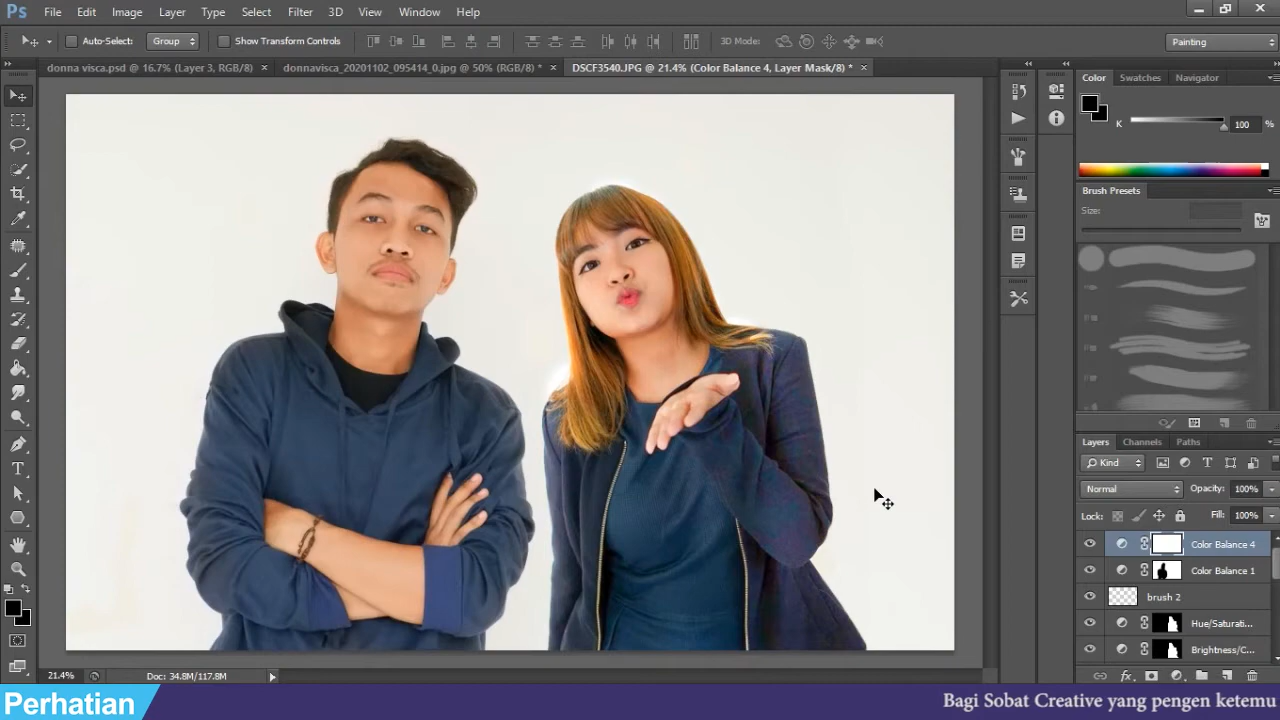 Ps File Edit Image Layer Type Select Filter 3D View Window Help
Auto-Select: Group Show Transform Controls 3D Mode: Painting
donna visca.psd @ 16.7% (Layer 3, RGB/8) × donnavisca_20201102_095414_0.jpg @ 50% (RGB/8) * × DSCF3540.JPG @ 21.4% (Color Balance 4, Layer Mask/8) * ×
Color Swatches Navigator
K 100 %
Brush Presets
Size:
Layers Channels Paths
Kind
Normal Opacity: 100%
Lock: Fill: 100%
Color Balance 4
Color Balance 1
brush 2
Hue/Saturati...
Brightness/C...
21.4% Doc: 34.8M/117.8M
Perhatian Bagi Sobat Creative yang pengen ketemu